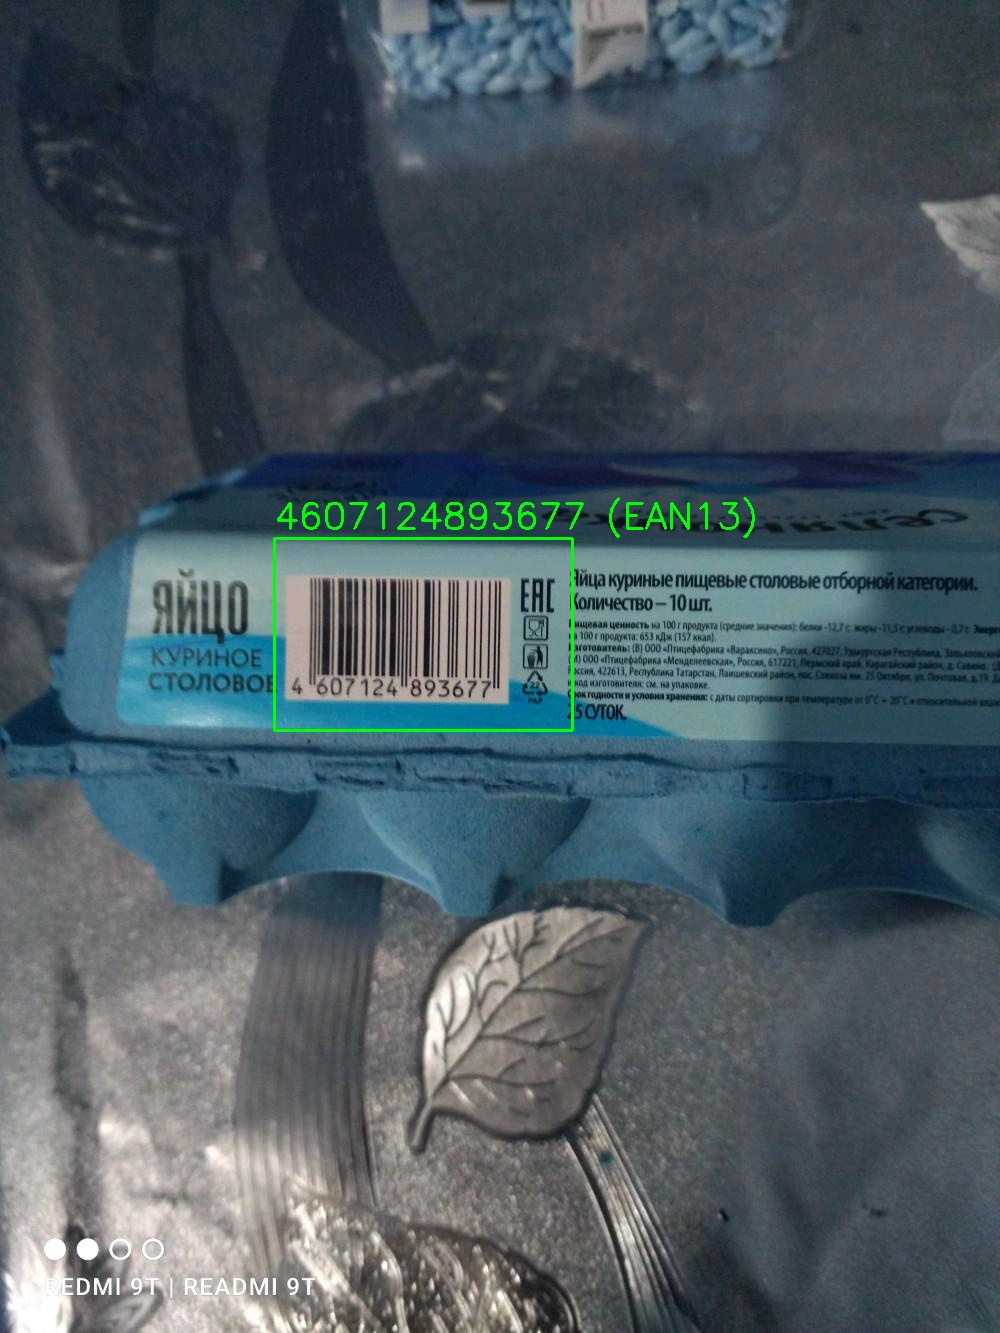 4607124893677 (EAN13)
Селя
ЯЙЦО
КУРИНОЕ
СТОЛОВОЕ
4 607124 893677
EAC
PAP
Яйца куриные пищевые столовые отборной категории.
Количество – 10 шт.
Пищевая ценность на 100 г продукта (средние значения): белки -12,7 г; жиры -11,5 г; углеводы - 0,7 г.
на 100 г продукта: 653 кДж (157 ккал).
Изготовитель: (В) ООО «Птицефабрика «Вараксино», Россия, 427027, Удмуртская Республика,
(М) ООО «Птицефабрика «Менделеевская», Россия, 617221, Пермский край, Карагайский район, д. Савино.
Россия, 422613, Республика Татарстан, Лаишевский район, пос. Совхоза им. 25 Октября, ул. Почтовая, д. 19.
Код изготовителя: см. на упаковке.
Срок годности и условия хранения: с даты сортировки при температуре от 0°С + 20°С и относительной
25 СУТОК.
REDMI 9T | READMI 9T